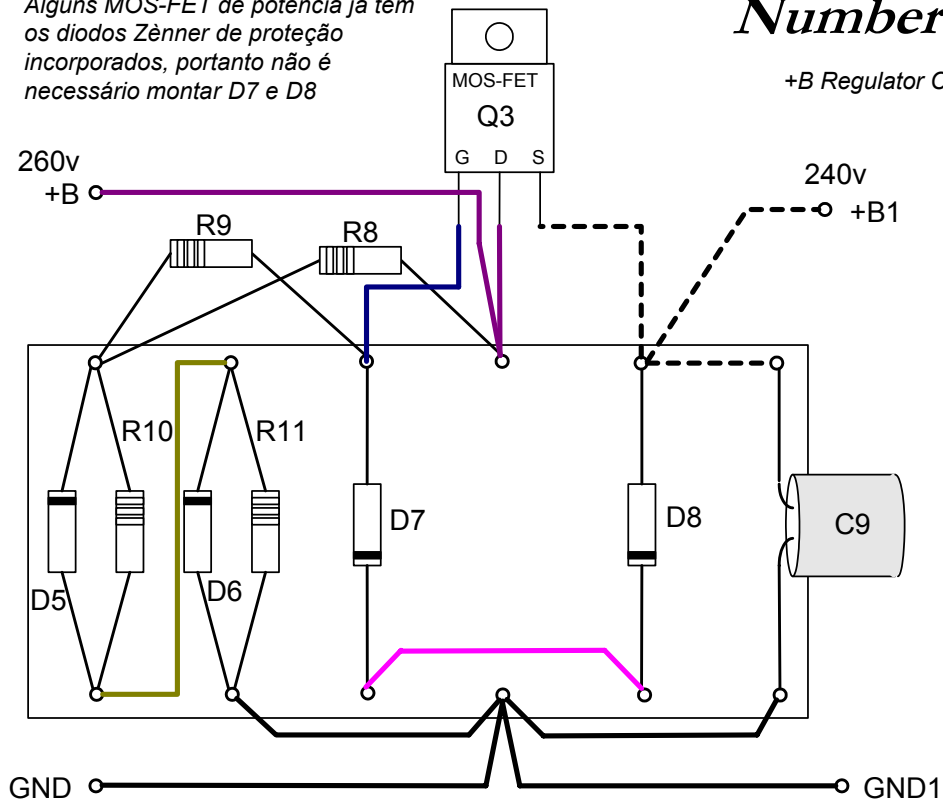 Alguns MOS-FET de potência já têm
os diodos Zènner de proteção
incorporados, portanto não é
necessário montar D7 e D8
Number
+B Regulator
MOS-FET
Q3
G D S
260v
+B
240v
+B1
R9
R8
R10
R11
D7
D8
C9
D5
D6
GND
GND1